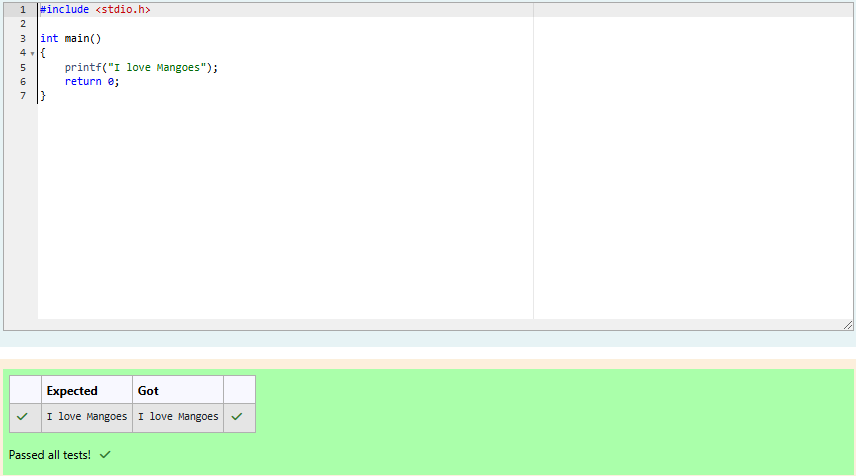 1 #include <stdio.h>
2
3 int main()
4 {
5     printf("I love Mangoes");
6     return 0;
7 }
Expected Got
I love Mangoes I love Mangoes
Passed all tests!